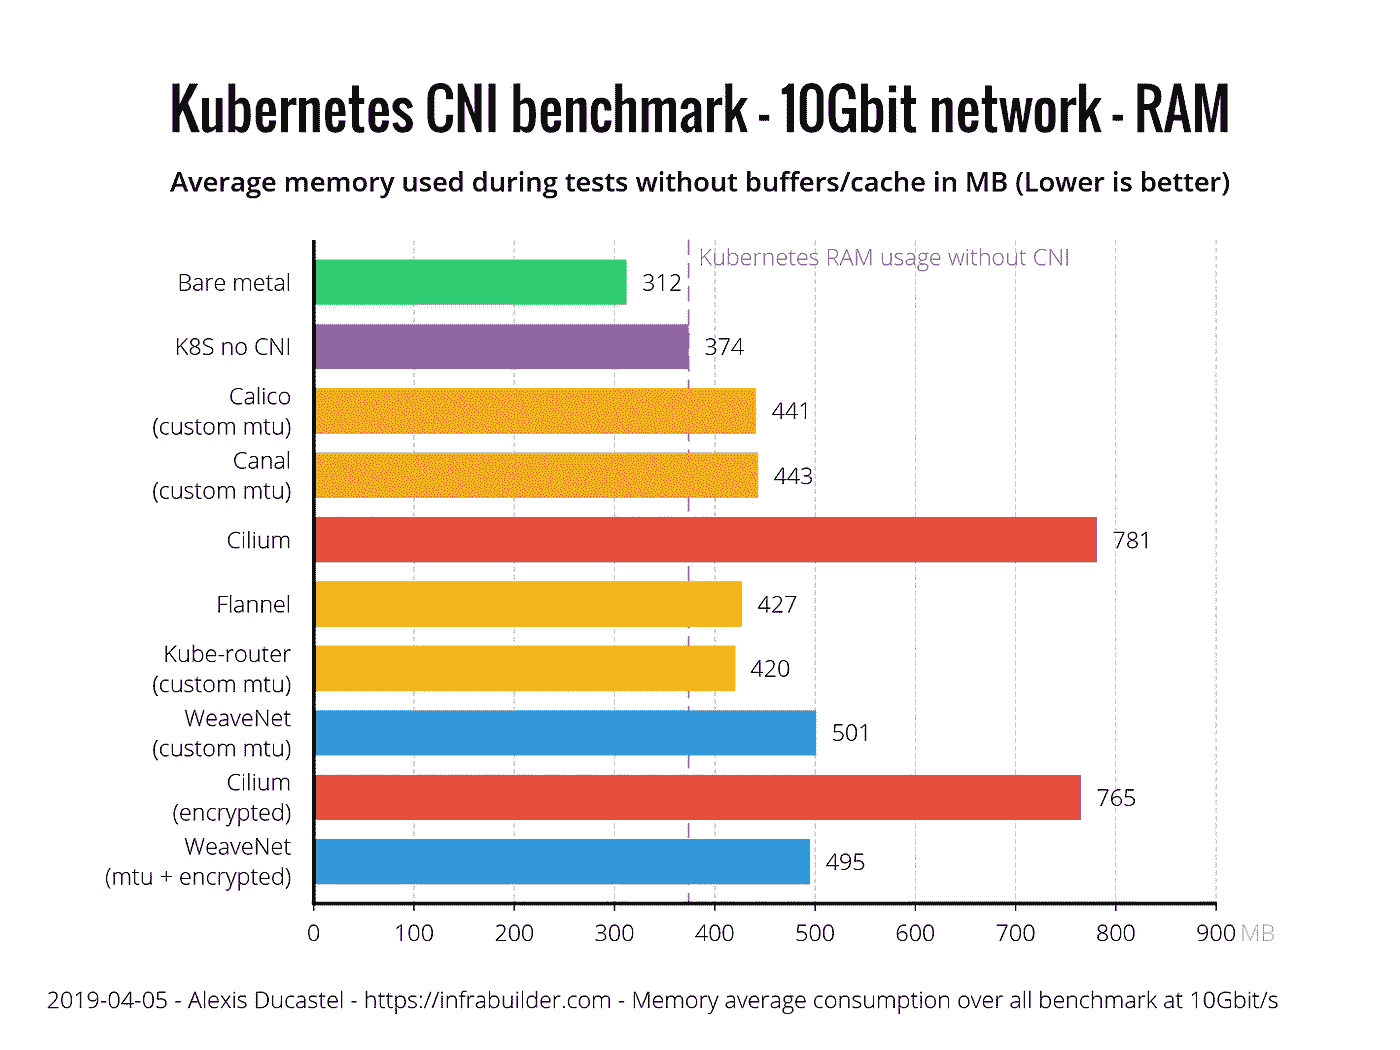 Kubernetes CNI benchmark - 10Gbit network - RAM
Average memory used during tests without buffers/cache in MB (Lower is better)
Kubernetes RAM usage without CNI
Bare metal
312
K8S no CNI
374
Calico
(custom mtu)
441
Canal
(custom mtu)
443
Cilium
781
Flannel
427
Kube-router
(custom mtu)
420
WeaveNet
(custom mtu)
501
Cilium
(encrypted)
765
WeaveNet
(mtu + encrypted)
495
0 100 200 300 400 500 600 700 800 900 MB
2019-04-05 - Alexis Ducastel - https://infrabuilder.com - Memory average consumption over all benchmark at 10Gbit/s